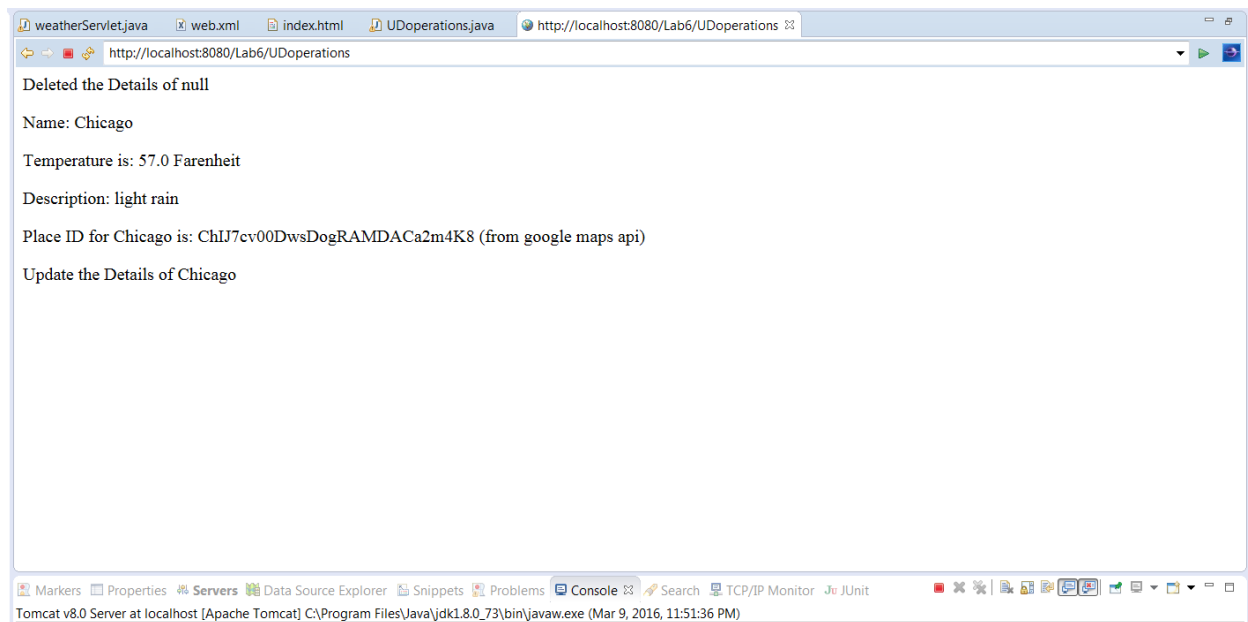 weatherServlet.java web.xml index.html UDoperations.java http://localhost:8080/Lab6/UDoperations
http://localhost:8080/Lab6/UDoperations
Deleted the Details of null
Name: Chicago
Temperature is: 57.0 Farenheit
Description: light rain
Place ID for Chicago is: ChIJ7cv00DwsDogRAMDACa2m4K8 (from google maps api)
Update the Details of Chicago
Markers Properties Servers Data Source Explorer Snippets Problems Console Search TCP/IP Monitor JUnit
Tomcat v8.0 Server at localhost [Apache Tomcat] C:\Program Files\Java\jdk1.8.0_73\bin\javaw.exe (Mar 9, 2016, 11:51:36 PM)